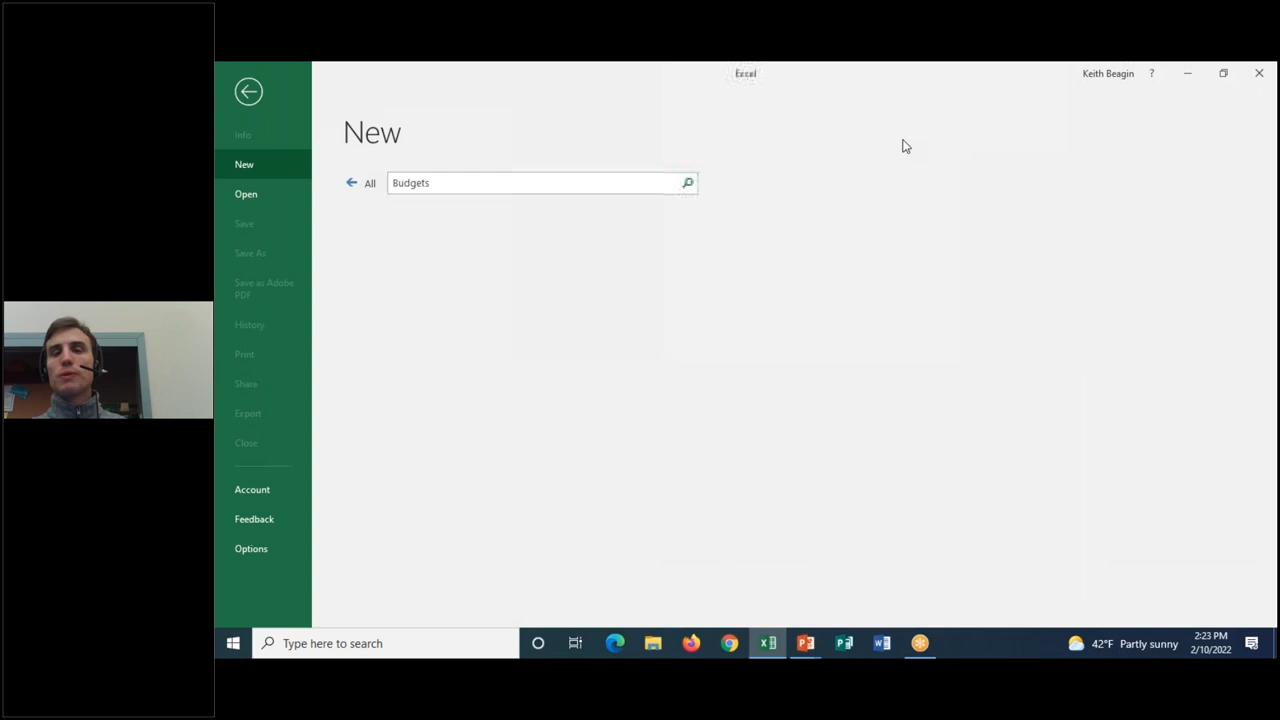 Excel
Keith Beagin ?
Info
New
Open
Save
Save As
Save as Adobe
PDF
History
Print
Share
Export
Close
Account
Feedback
Options
New
All
Budgets
Type here to search
42°F Partly sunny
2:23 PM
2/10/2022